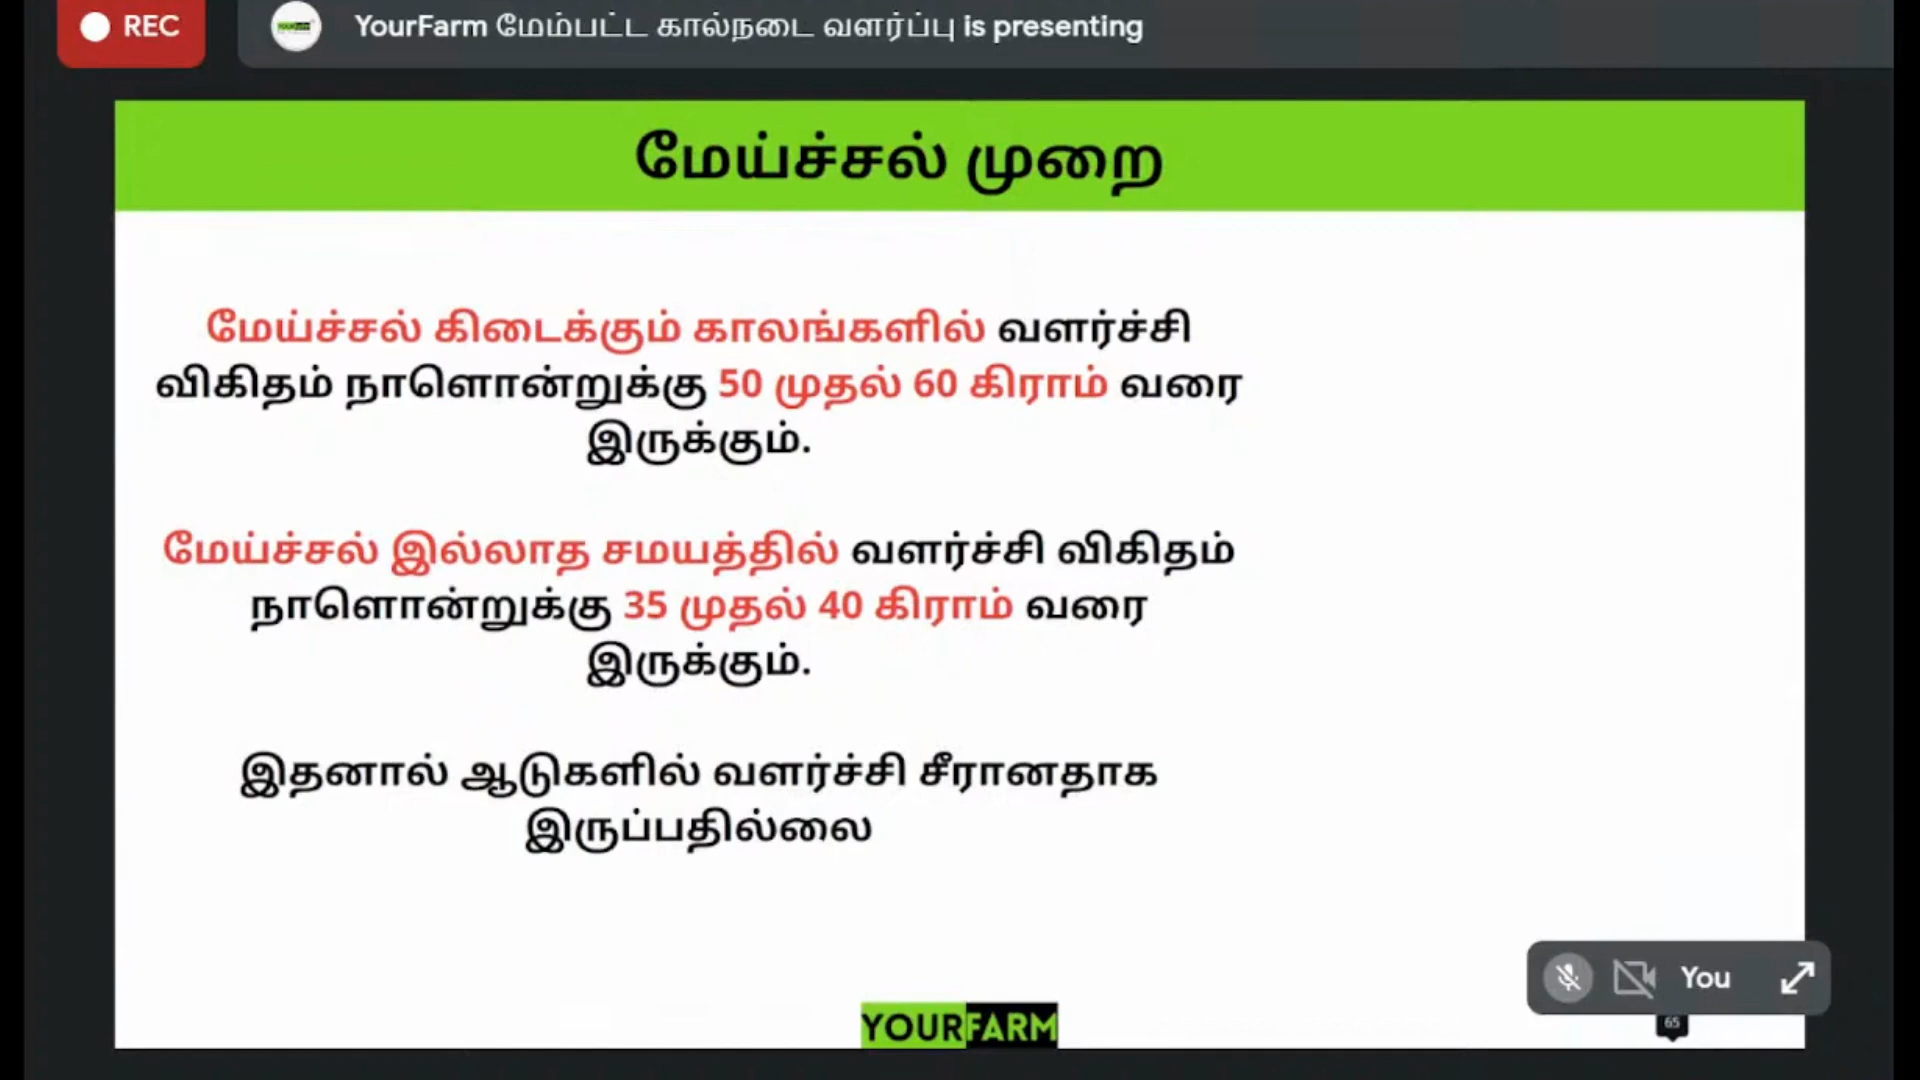 REC
YourFarm மேம்பட்ட கால்நடை வளர்ப்பு is presenting
மேய்ச்சல் முறை
மேய்ச்சல் கிடைக்கும் காலங்களில் வளர்ச்சி
விகிதம் நாளொன்றுக்கு 50 முதல் 60 கிராம் வரை
இருக்கும்.
மேய்ச்சல் இல்லாத சமயத்தில் வளர்ச்சி விகிதம்
நாளொன்றுக்கு 35 முதல் 40 கிராம் வரை
இருக்கும்.
இதனால் ஆடுகளில் வளர்ச்சி சீரானதாக
இருப்பதில்லை
You
YOURFARM
65